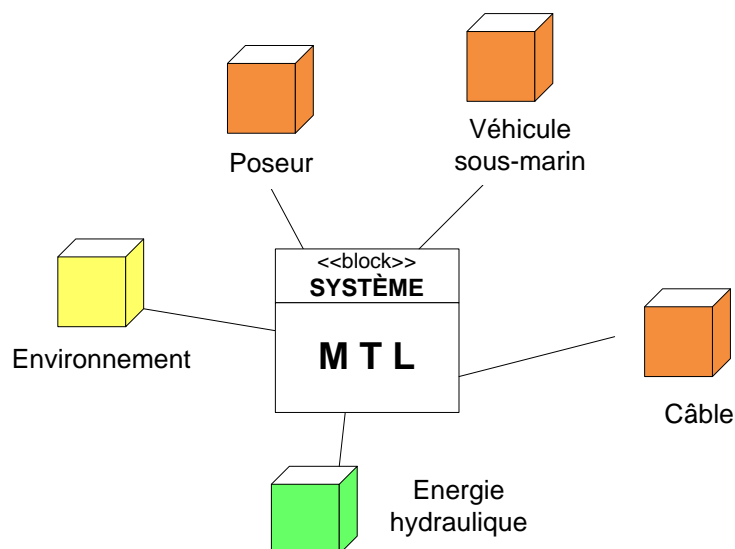 Véhicule
sous-marin
Poseur
<<block>>
SYSTÈME
M T L
Environnement
Câble
Energie
hydraulique